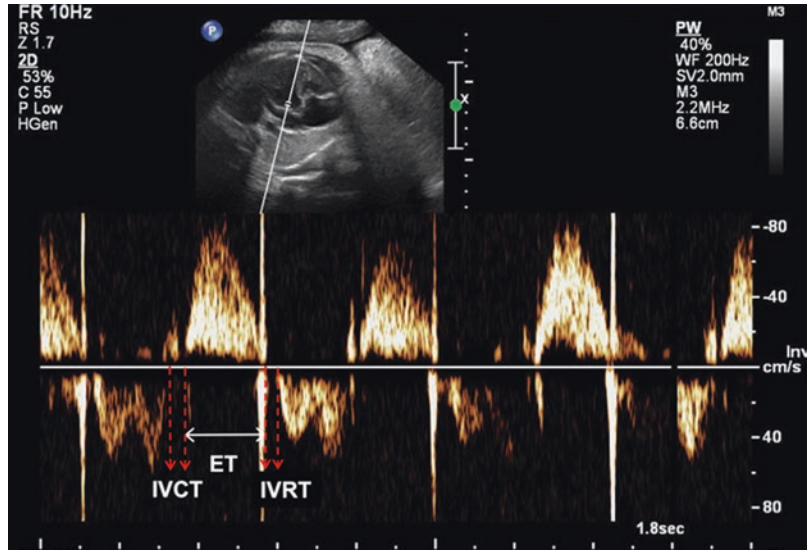 FR 10Hz
RS
Z 1.7
2D
53%
C 55
P Low
HGen
P
X
M3
PW
40%
WF 200Hz
SV2.0mm
M3
2.2MHz
6.6cm
-80
-40
Inv
cm/s
40
80
ET
IVCT
IVRT
1.8sec